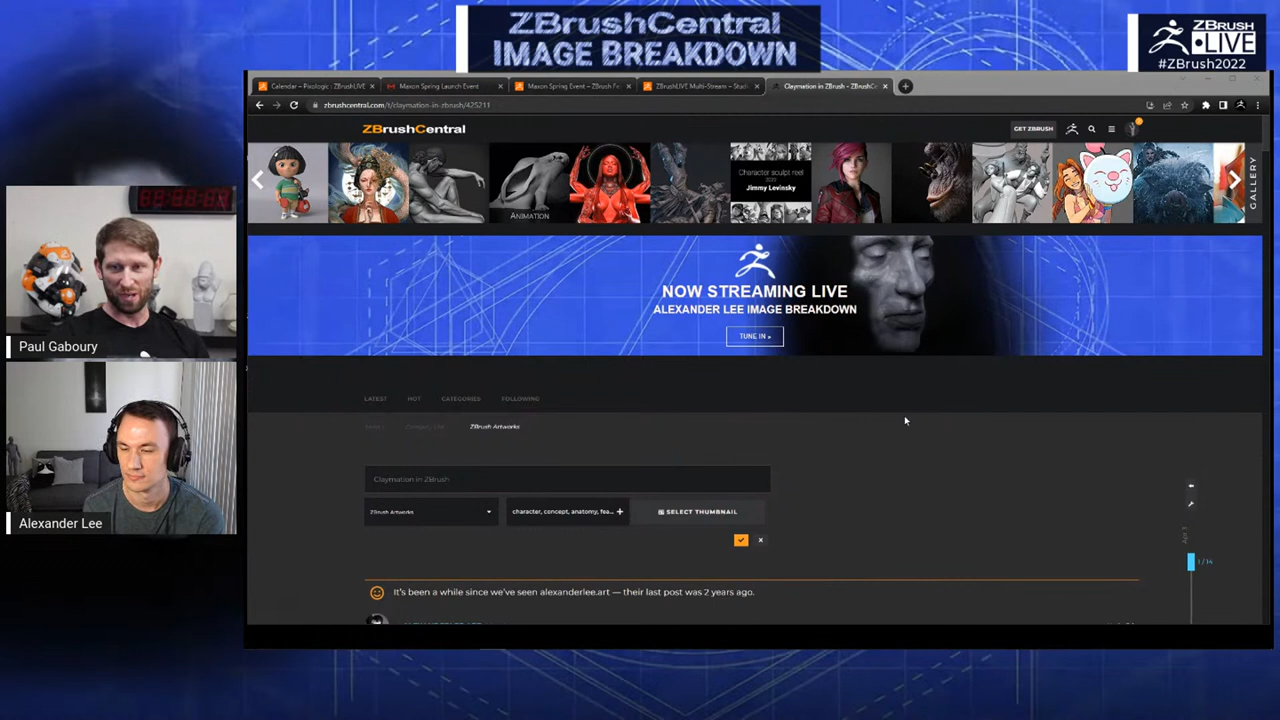 ZBrushCentral
IMAGE BREAKDOWN
ZBRUSH
LIVE
#ZBrush2022
Calendar – Pixologic : ZBrushLIVE
Maxon Spring Launch Event
Maxon Spring Event – ZBrush F
ZBrushLIVE Multi-Stream – Studi
Claymation in ZBrush - ZBrushCe
zbrushcentral.com/t/claymation-in-zbrush/425211
ZBrushCentral
GET ZBRUSH
ANIMATION
Character sculpt reel
Jimmy Levinsky
GALLERY
NOW STREAMING LIVE
ALEXANDER LEE IMAGE BREAKDOWN
TUNE IN »
Paul Gaboury
Alexander Lee
LATEST HOT CATEGORIES FOLLOWING
ZBrush Artworks
Claymation in ZBrush
ZBrush Artworks
character, concept, anatomy, fea...
SELECT THUMBNAIL
Apr 1
1 / 14
It's been a while since we've seen alexanderlee.art — their last post was 2 years ago.